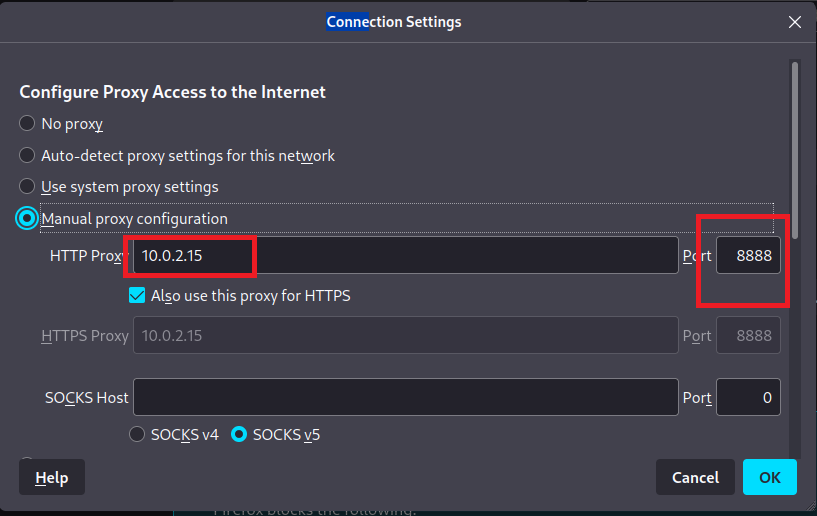 Connection Settings
Configure Proxy Access to the Internet
No proxy
Auto-detect proxy settings for this network
Use system proxy settings
Manual proxy configuration
HTTP Proxy 10.0.2.15 Port 8888
Also use this proxy for HTTPS
HTTPS Proxy 10.0.2.15 Port 8888
SOCKS Host Port 0
SOCKS v4 SOCKS v5
Help Cancel OK
Firefox Blocks the following: